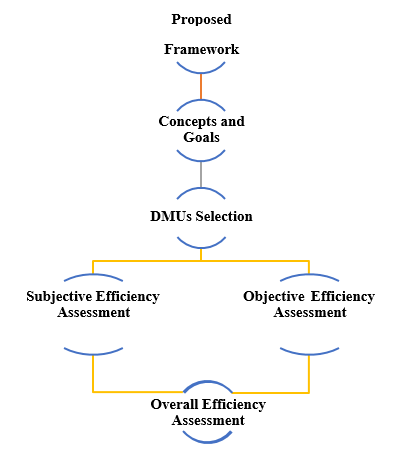 Proposed
Framework
Concepts and
Goals
DMUs Selection
Subjective Efficiency
Assessment
Objective Efficiency
Assessment
Overall Efficiency
Assessment